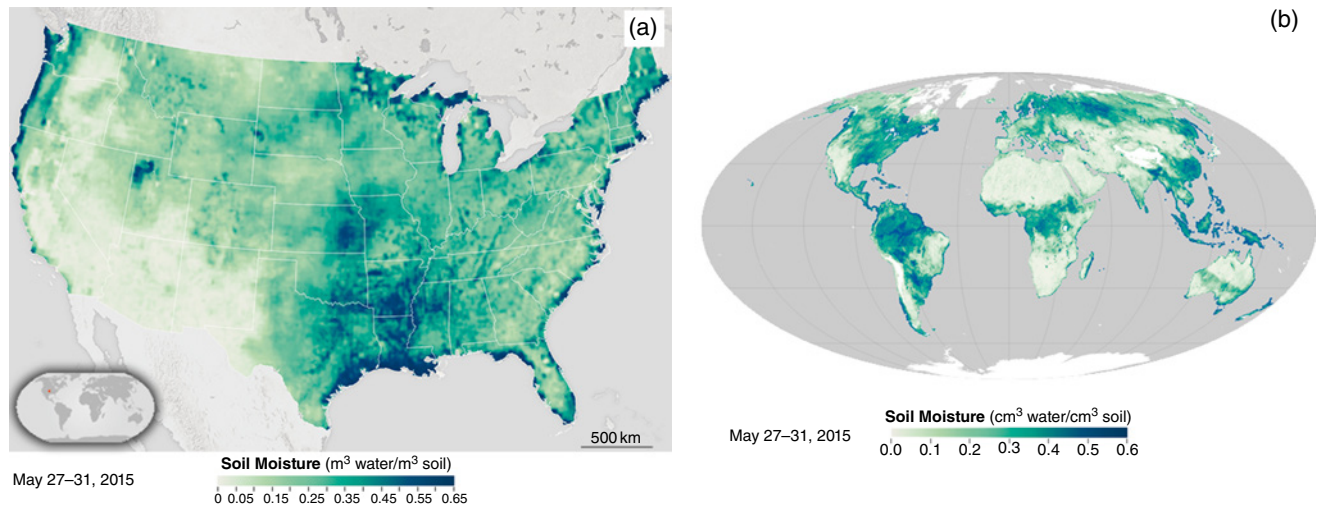 (a)
500 km
May 27–31, 2015
Soil Moisture (m³ water/m³ soil)
0 0.05 0.15 0.25 0.35 0.45 0.55 0.65
(b)
May 27–31, 2015
Soil Moisture (cm³ water/cm³ soil)
0.0 0.1 0.2 0.3 0.4 0.5 0.6